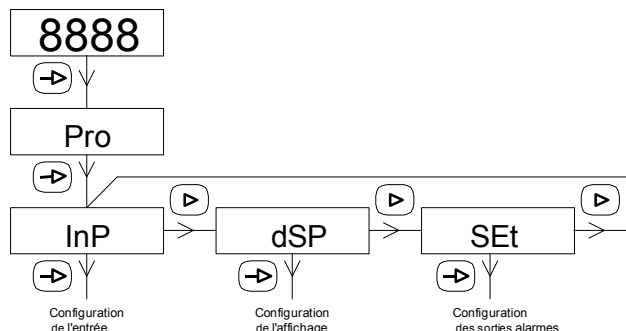 8888
Pro
InP
dSP
SEt
Configuration
de l'entrée
Configuration
de l'affichage
Configuration
des sorties alarmes